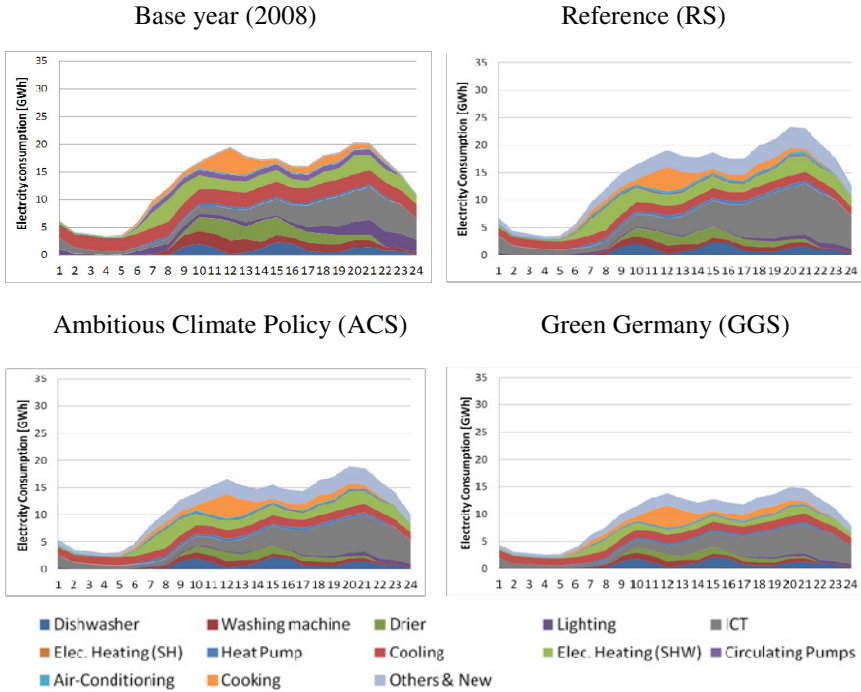 Base year (2008)
Reference (RS)
Electrcity consumption [GWh]
35
30
25
20
15
10
5
0
1 2 3 4 5 6 7 8 9 10 11 12 13 14 15 16 17 18 19 20 21 22 23 24
Electrcity Consumption [GWh]
35
30
25
20
15
10
5
0
1 2 3 4 5 6 7 8 9 10 11 12 13 14 15 16 17 18 19 20 21 22 23 24
Ambitious Climate Policy (ACS)
Green Germany (GGS)
Electrcity Consumption [GWh]
35
30
25
20
15
10
5
0
1 2 3 4 5 6 7 8 9 10 11 12 13 14 15 16 17 18 19 20 21 22 23 24
Electrcity Consumption [GWh]
35
30
25
20
15
10
5
0
1 2 3 4 5 6 7 8 9 10 11 12 13 14 15 16 17 18 19 20 21 22 23 24
Dishwasher
Washing machine
Drier
Lighting
ICT
Elec. Heating (SH)
Heat Pump
Cooling
Elec. Heating (SHW)
Circulating Pumps
Air-Conditioning
Cooking
Others & New